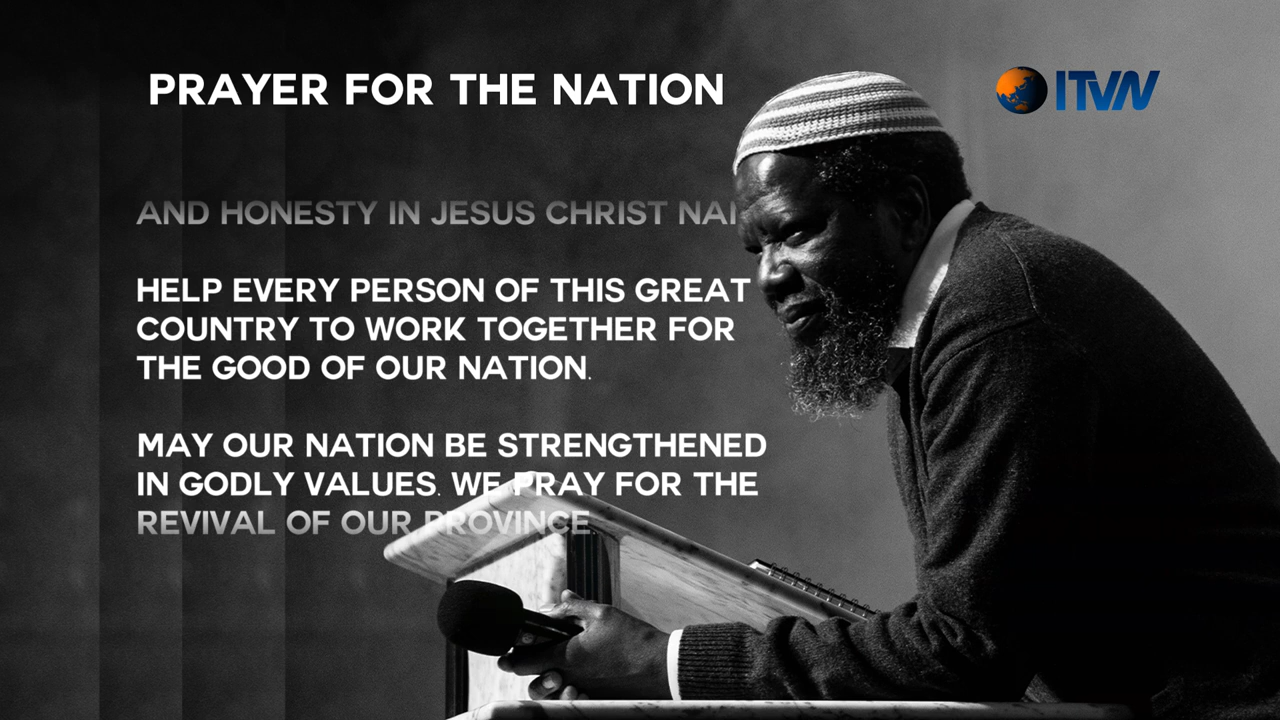 PRAYER FOR THE NATION
ITVN
AND HONESTY IN JESUS CHRIST
HELP EVERY PERSON OF THIS GREAT
COUNTRY TO WORK TOGETHER FOR
THE GOOD OF OUR NATION.
MAY OUR NATION BE STRENGTHENED
IN GODLY VALUES. WE PRAY FOR THE
REVIVAL OF OUR PROVINCE